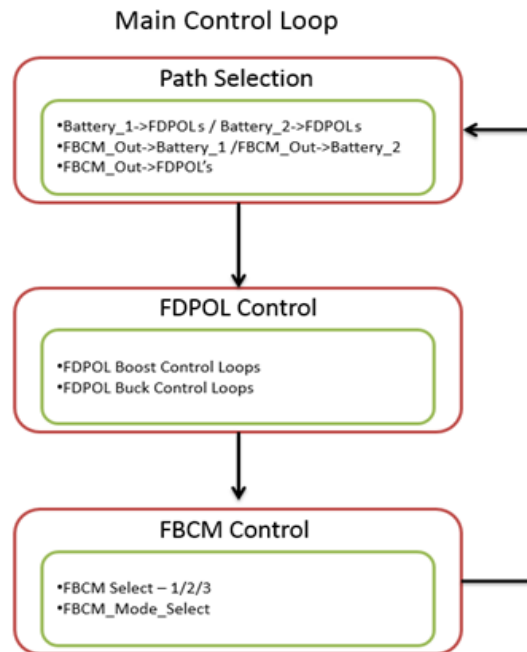 Main Control Loop
Path Selection
•Battery_1->FDPOLs / Battery_2->FDPOLs
•FBCM_Out->Battery_1 /FBCM_Out->Battery_2
•FBCM_Out->FDPOL’s
FDPOL Control
•FDPOL Boost Control Loops
•FDPOL Buck Control Loops
FBCM Control
•FBCM Select – 1/2/3
•FBCM_Mode_Select